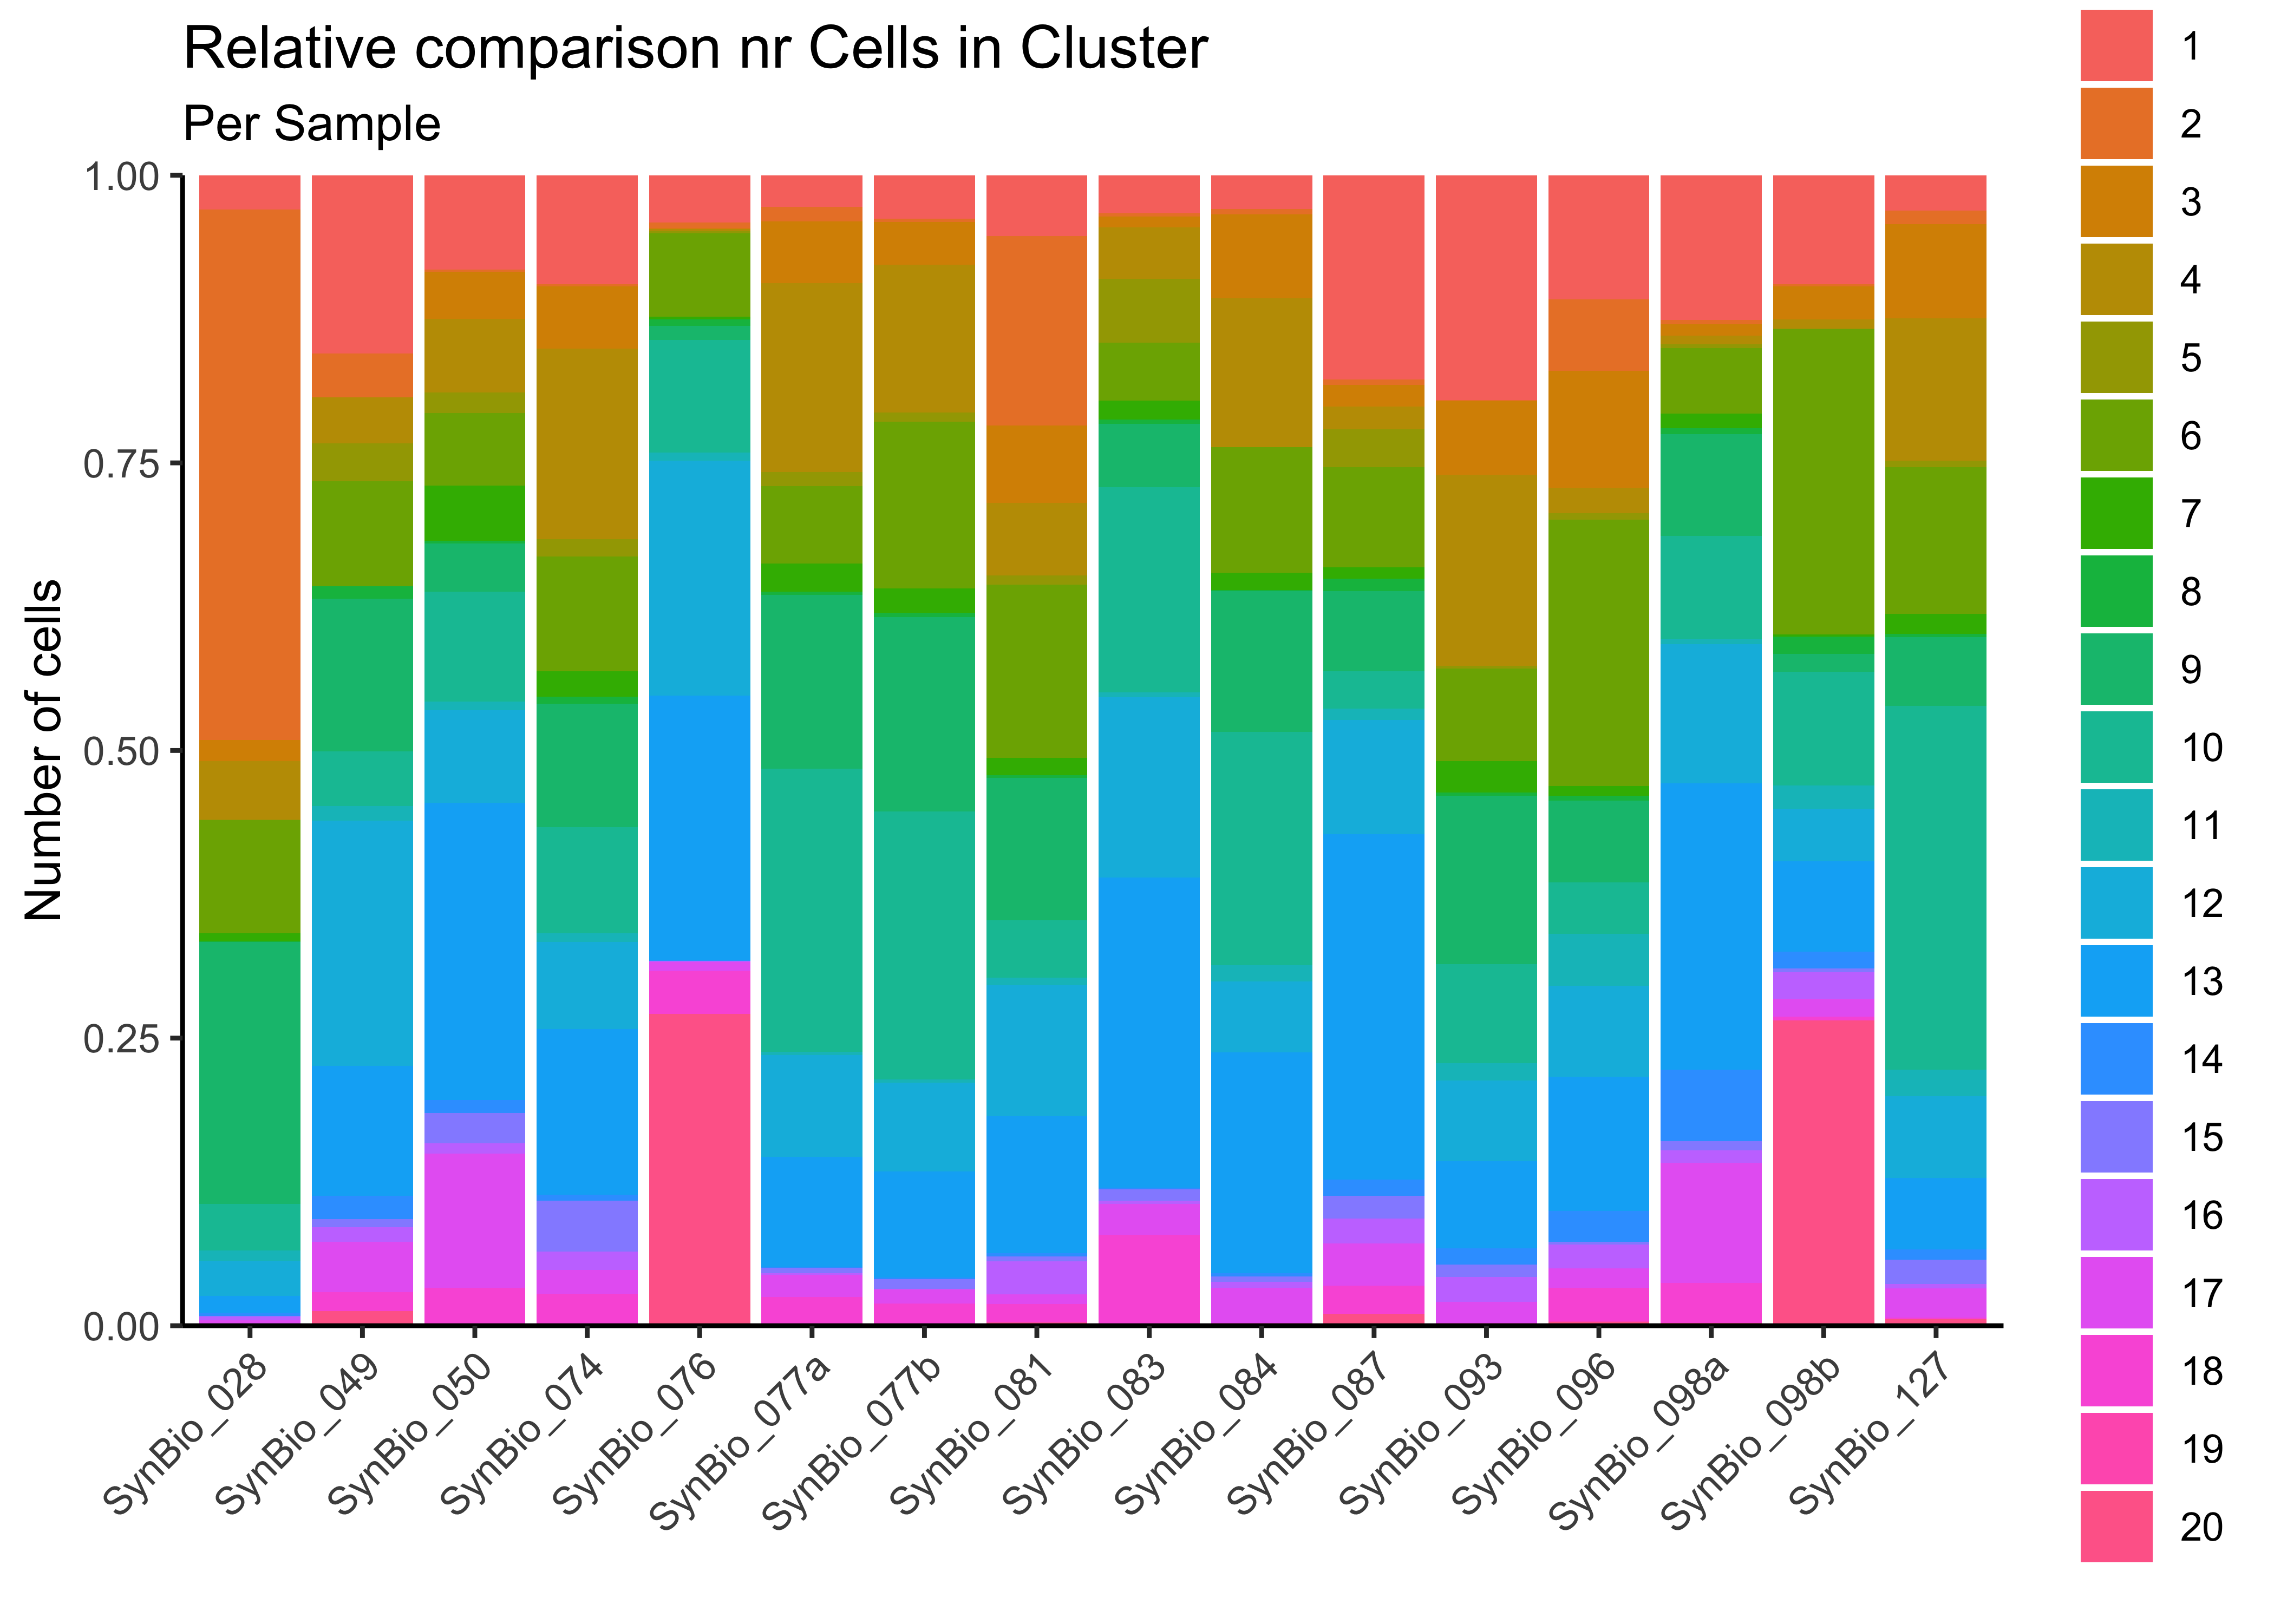 Relative comparison nr Cells in Cluster
Per Sample
Number of cells
1.00
0.75
0.50
0.25
0.00
SynBio_028
SynBio_049
SynBio_050
SynBio_074
SynBio_076
SynBio_077a
SynBio_077b
SynBio_081
SynBio_083
SynBio_084
SynBio_087
SynBio_093
SynBio_096
SynBio_098a
SynBio_098b
SynBio_127
1
2
3
4
5
6
7
8
9
10
11
12
13
14
15
16
17
18
19
20